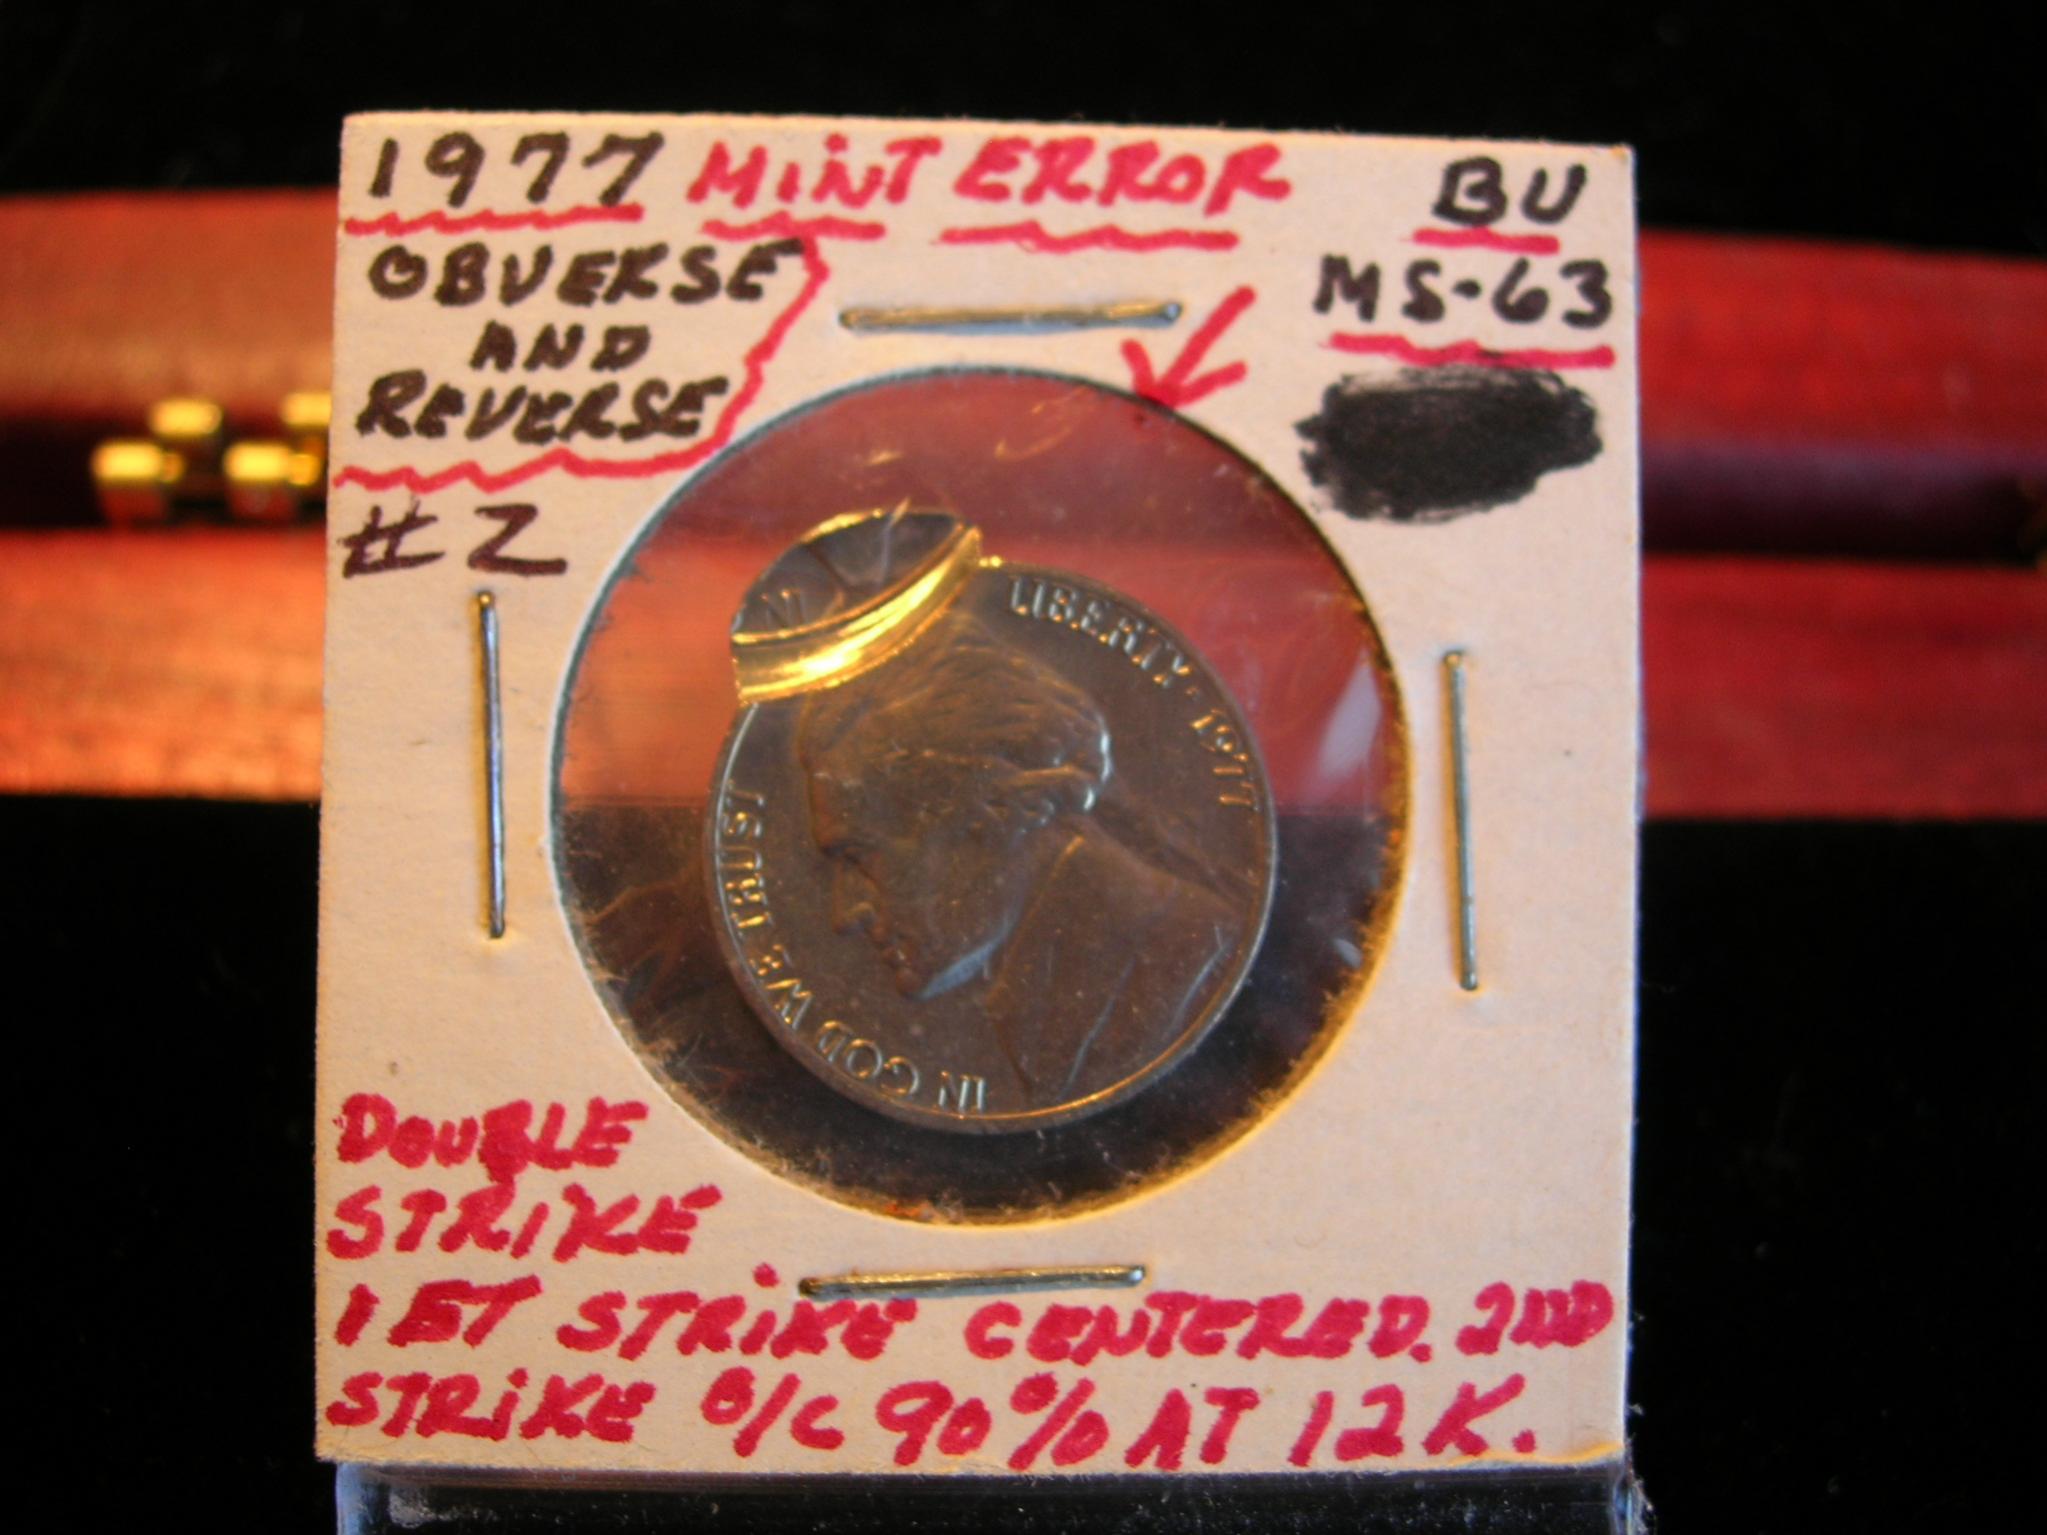 1977 MiNT ERROR BU
OBVERSE MS-63
AND
REVERSE
#2
IN
LIBERTY · 1977
IN GOD WE TRUST
DOUBLE
STRiKE
1ST STRiKE CENTERED. 2ND
STRiKE O/C 90% AT 12K.